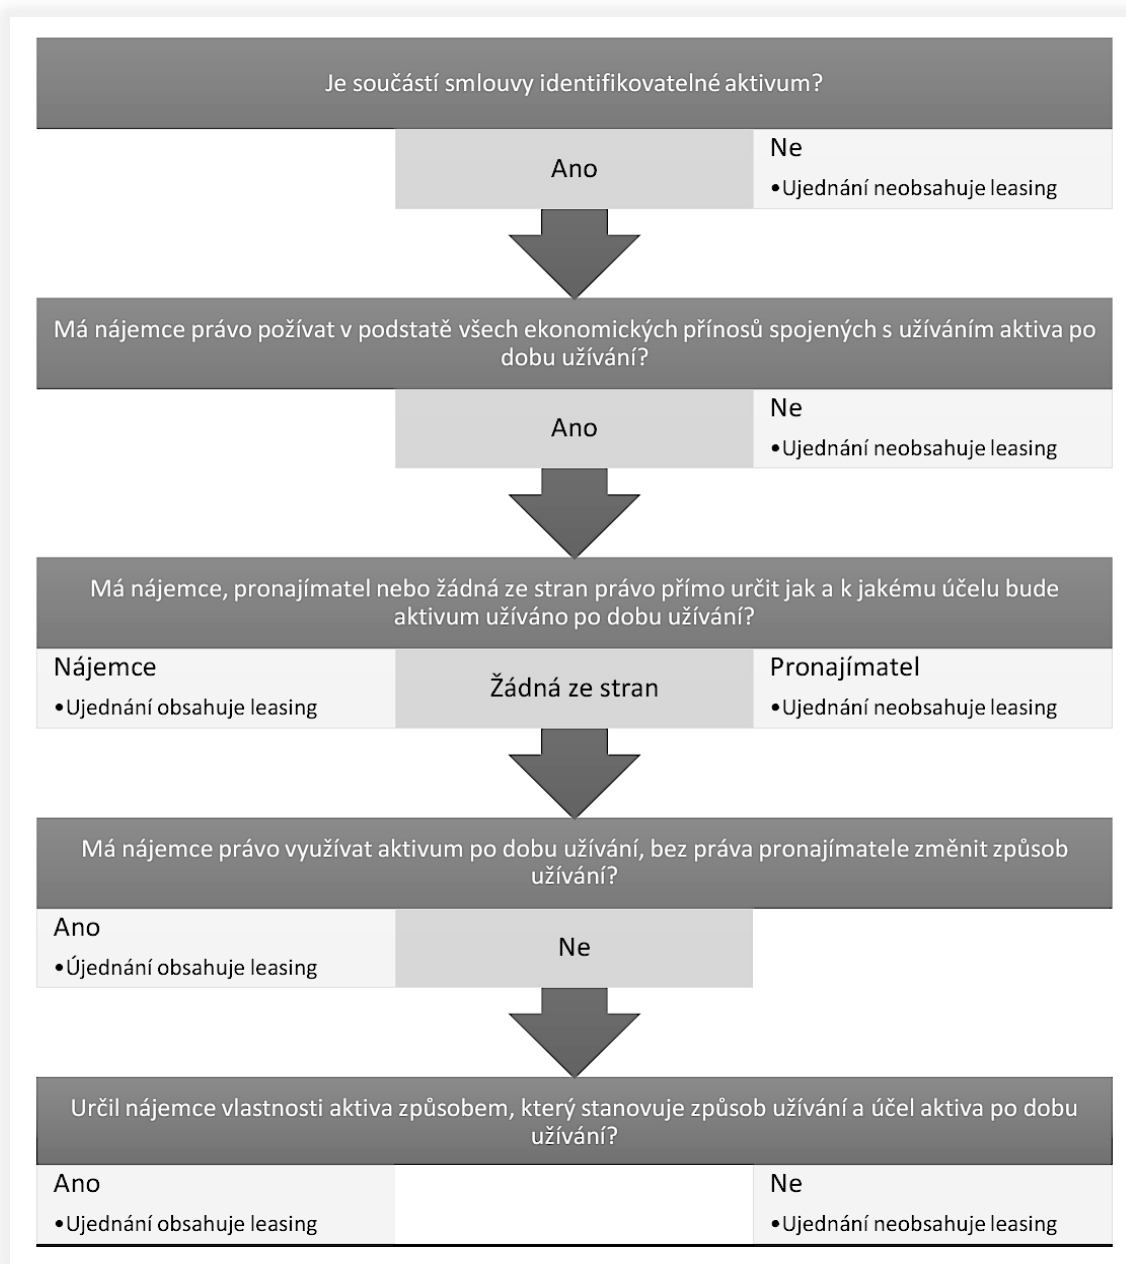 Je součástí smlouvy identifikovatelné aktivum?
Ano
Ne
•Ujednání neobsahuje leasing
Má nájemce právo požívat v podstatě všech ekonomických přínosů spojených s užíváním aktiva po
dobu užívání?
Ano
Ne
•Ujednání neobsahuje leasing
Má nájemce, pronajímatel nebo žádná ze stran právo přímo určit jak a k jakému účelu bude
aktivum užíváno po dobu užívání?
Nájemce
•Ujednání obsahuje leasing
Žádná ze stran
Pronajímatel
•Ujednání neobsahuje leasing
Má nájemce právo využívat aktivum po dobu užívání, bez práva pronajímatele změnit způsob
užívání?
Ano
•Údjednání obsahuje leasing
Ne
Určil nájemce vlastnosti aktiva způsobem, který stanovuje způsob užívání a účel aktiva po dobu
užívání?
Ano
•Ujednání obsahuje leasing
Ne
•Ujednání neobsahuje leasing